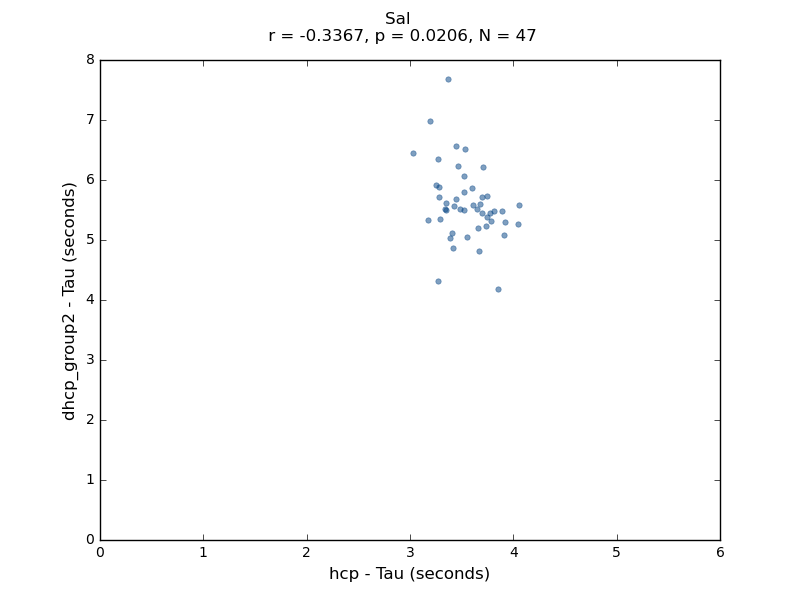 Sal
r = -0.3367, p = 0.0206, N = 47
8
7
6
5
4
3
2
1
0
dhcp_group2 - Tau (seconds)
0 1 2 3 4 5 6
hcp - Tau (seconds)